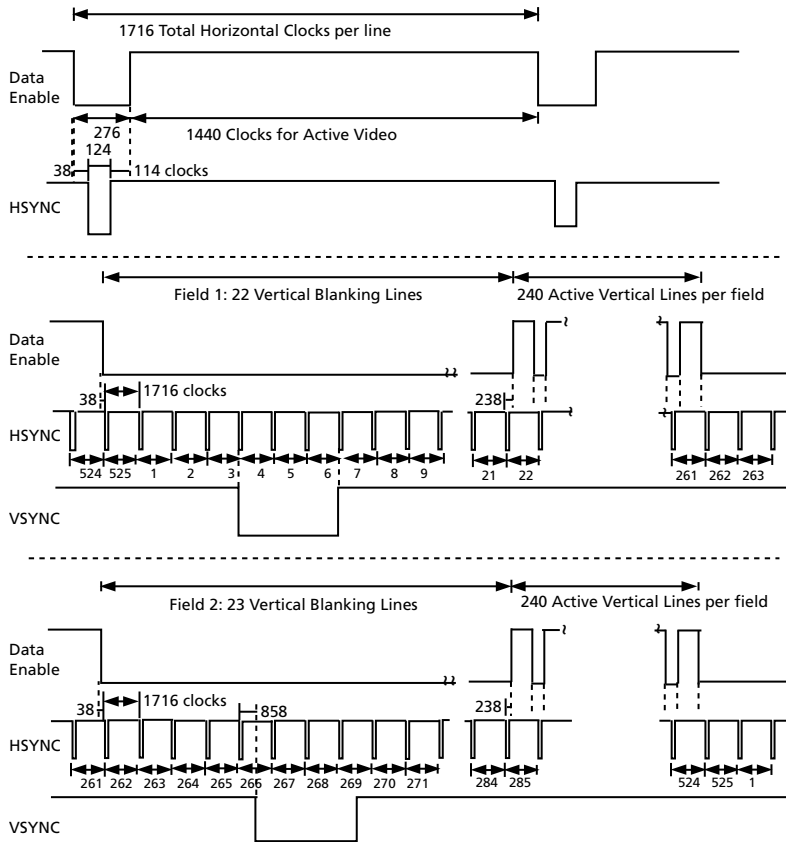 1716 Total Horizontal Clocks per line
Data
Enable
276
1440 Clocks for Active Video
124
38
114 clocks
HSYNC
Field 1: 22 Vertical Blanking Lines
240 Active Vertical Lines per field
Data
Enable
1716 clocks
38
238
HSYNC
524 525 1 2 3 4 5 6 7 8 9 21 22 261 262 263
VSYNC
Field 2: 23 Vertical Blanking Lines
240 Active Vertical Lines per field
Data
Enable
1716 clocks
38
858
238
HSYNC
261 262 263 264 265 266 267 268 269 270 271 284 285 524 525 1
VSYNC